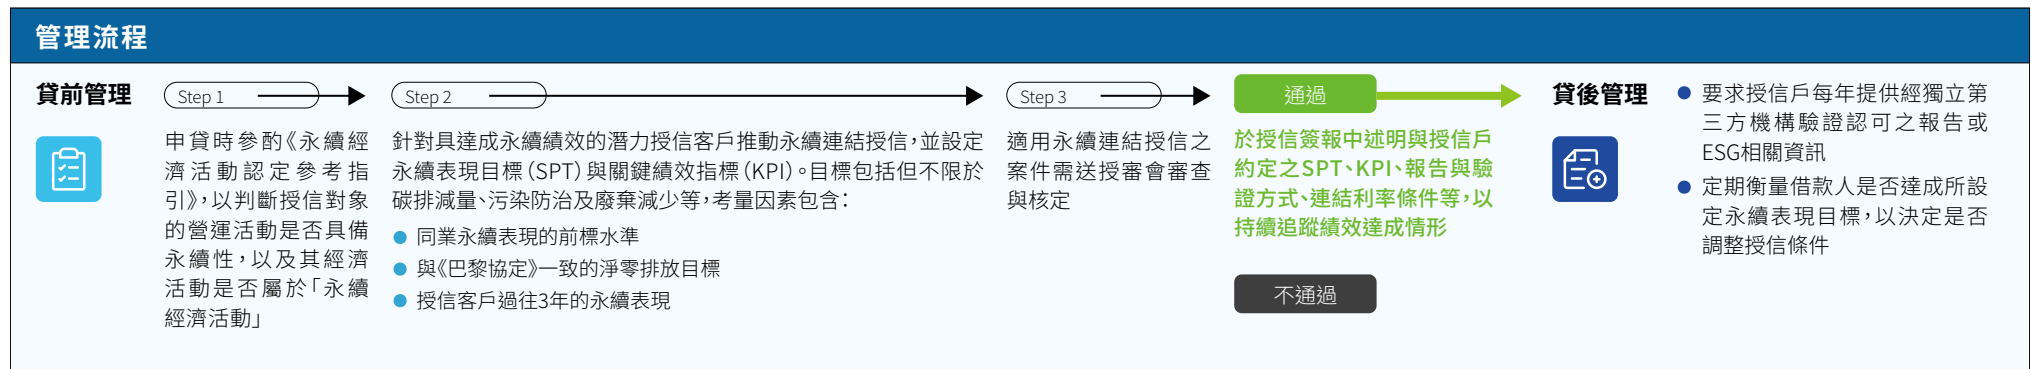 管理流程
貸前管理
Step 1
申貸時參酌《永續經
濟活動認定參考指
引》,以判斷授信對象
的營運活動是否具備
永續性,以及其經濟
活動是否屬於「永續
經濟活動」
Step 2
針對具達成永續績效的潛力授信客戶推動永續連結授信,並設定
永續表現目標(SPT)與關鍵績效指標(KPI)。目標包括但不限於
碳排減量、污染防治及廢棄減少等,考量因素包含:
● 同業永續表現的前標水準
● 與《巴黎協定》一致的淨零排放目標
● 授信客戶過往3年的永續表現
Step 3
適用永續連結授信之
案件需送授審會審查
與核定
通過
於授信簽報中述明與授信戶
約定之SPT、KPI、報告與驗
證方式、連結利率條件等,以
持續追蹤績效達成情形
不通過
貸後管理
● 要求授信戶每年提供經獨立第
三方機構驗證認可之報告或
ESG相關資訊
● 定期衡量借款人是否達成所設
定永續表現目標,以決定是否
調整授信條件